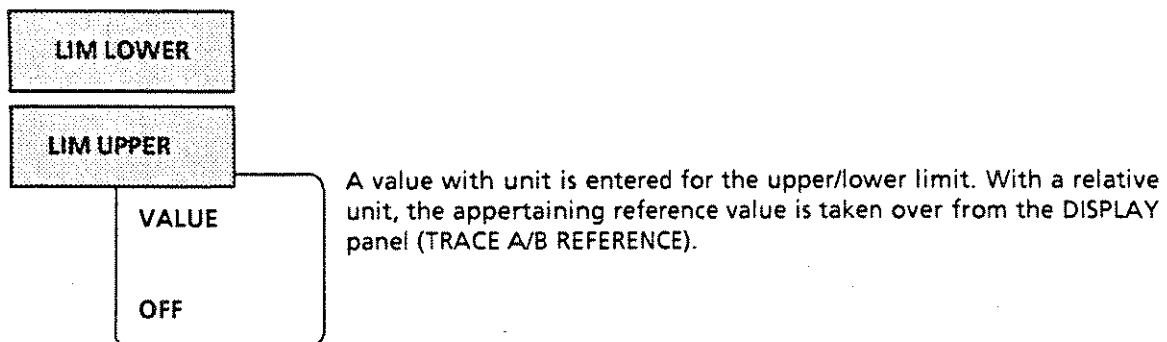 LIM LOWER
LIM UPPER
A value with unit is entered for the upper/lower limit. With a relative
unit, the appertaining reference value is taken over from the DISPLAY
panel (TRACE A/B REFERENCE).
VALUE
OFF